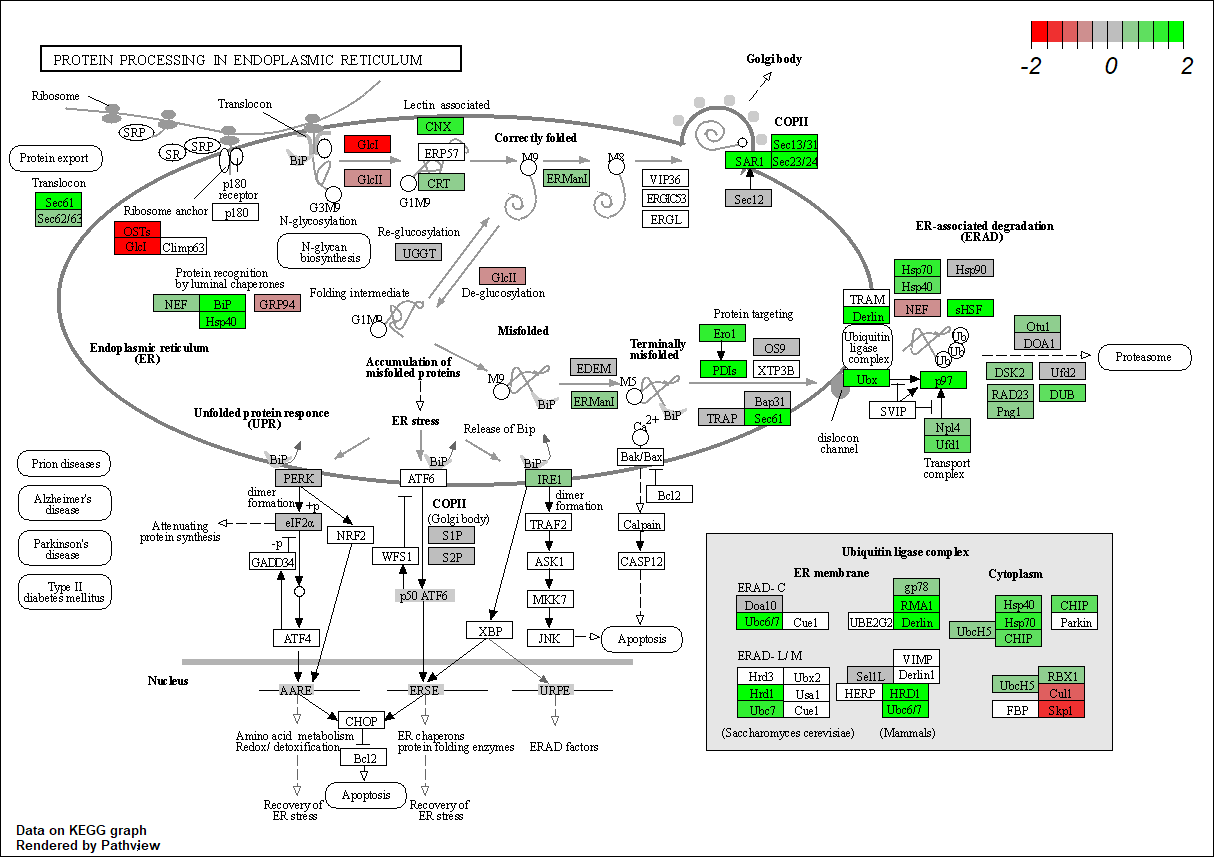 PROTEIN PROCESSING IN ENDOPLASMIC RETICULUM
-2 0 2
Golgi body
Ribosome
Translocon
Lectin associated
SRP
SR
SRP
BiP
GlcI
GlcII
CNX
ERP57
CRT
G1M9
G3M9
N-glycosylation
Correctly folded
M9
ERManI
M8
VIP36
ERGIC53
ERGL
COPII
Sec13/31
SAR1
Sec23/24
Sec12
Protein export
Translocon
Sec61
Sec62/63
p180
receptor
p180
Ribosome anchor
OSTs
GlcI
Climp63
N-glycan
biosynthesis
Re-glucosylation
UGGT
GlcII
De-glucosylation
Protein recognition
by luminal chaperones
NEF
BiP
GRP94
Hsp40
Folding intermediate
G1M9
Endoplasmic reticulum
(ER)
Misfolded
Accumulation of
misfolded proteins
M9
BiP
EDEM
ERManI
Terminally
misfolded
M5
BiP
Protein targeting
Ero1
PDIs
OS9
XTP3B
Bap31
TRAP
Sec61
ER-associated degradation
(ERAD)
Hsp70
Hsp90
Hsp40
NEF
sHSF
TRAM
Derlin
Ubiquitin
ligase
complex
Ub
Ub
Ub
Otu1
DOA1
Proteasome
DSK2
Ufd2
RAD23
DUB
Png1
Ubx
p97
SVIP
Npl4
Ufd1
Transport
complex
dislocon
channel
Unfolded protein responce
(UPR)
ER stress
Release of Bip
BiP
PERK
BiP
ATF6
BiP
IRE1
Ca2+
Bak/Bax
Bcl2
Calpain
CASP12
Apoptosis
Prion diseases
Alzheimer's
disease
Parkinson's
disease
Type II
diabetes mellitus
dimer
formation
+p
Attenuating
protein synthesis
eIF2α
-p
GADD34
NRF2
ATF4
COPII
(Golgi body)
S1P
S2P
WFS1
p50 ATF6
dimer
formation
TRAF2
ASK1
MKK7
JNK
XBP
Nucleus
AARE
ERSE
URPE
CHOP
Amino acid metabolism
Redox/ detoxification
Bcl2
ER chaperons
protein folding enzymes
ERAD factors
Recovery of
ER stress
Apoptosis
Recovery of
ER stress
Ubiquitin ligase complex
ER membrane
Cytoplasm
ERAD- C
Doa10
Ubc6/7
Cue1
gp78
RMA1
UBE2G2
Derlin
Hsp40
CHIP
Hsp70
Parkin
UbcH5
CHIP
ERAD- L/ M
Hrd3
Ubx2
Hrd1
Usa1
Ubc7
Cue1
VIMP
Sel1L
Derlin1
HERP
HRD1
Ubc6/7
RBX1
UbcH5
Cul1
FBP
Skp1
(Saccharomyces cerevisiae)
(Mammals)
Data on KEGG graph
Rendered by Pathview